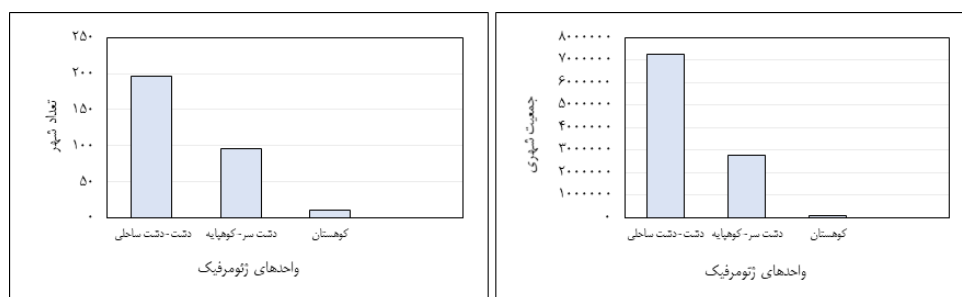 ۲۵۰
۲۰۰
۱۵۰
۱۰۰
۵۰
۰
تعداد شهر
دشت-دشت ساحلی
دشت سر- کوهپایه
کوهستان
واحدهای ژئومرفیک
۸۰۰۰۰۰۰
۷۰۰۰۰۰۰
۶۰۰۰۰۰۰
۵۰۰۰۰۰۰
۴۰۰۰۰۰۰
۳۰۰۰۰۰۰
۲۰۰۰۰۰۰
۱۰۰۰۰۰۰
۰
جمعیت شهری
دشت-دشت ساحلی
دشت سر- کوهپایه
کوهستان
واحدهای ژئومرفیک